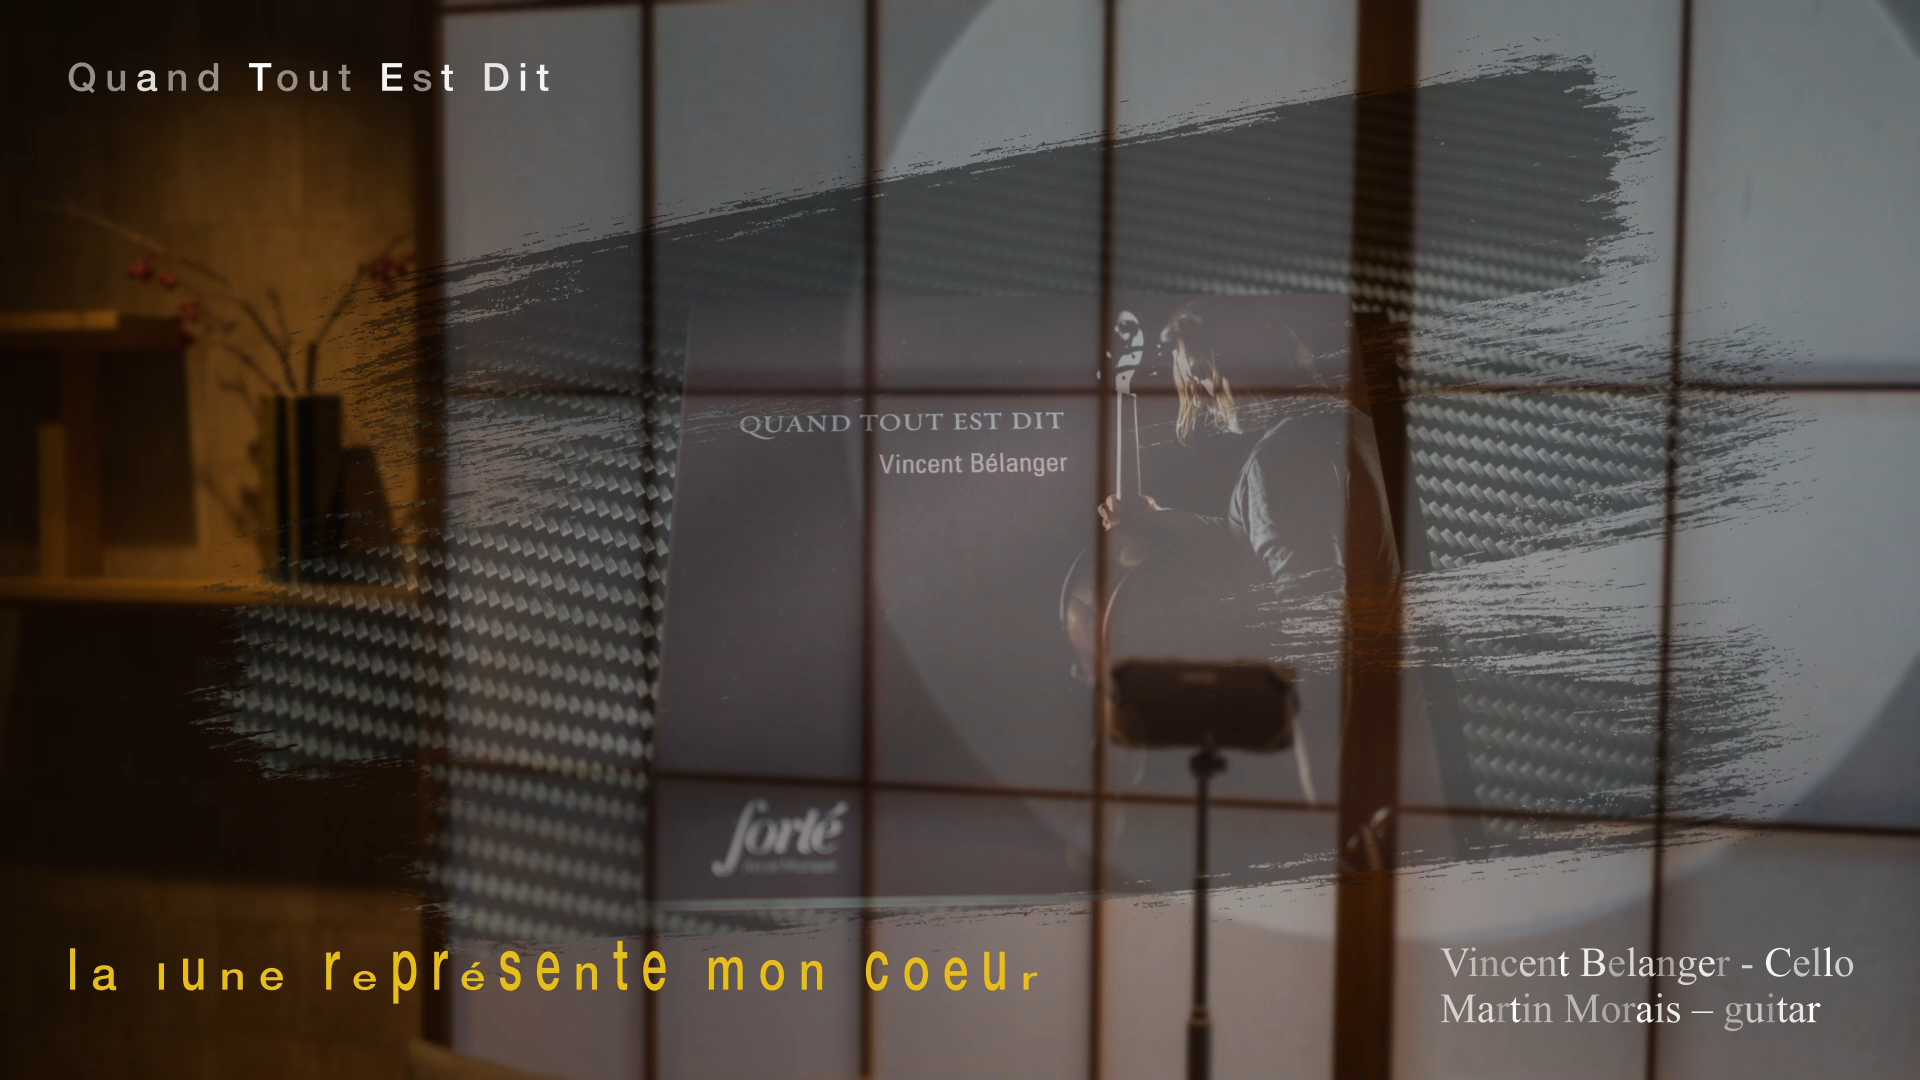 Quand Tout Est Dit
QUAND TOUT EST DIT
Vincent Bélanger
forté
la lune représente mon coeur
Vincent Belanger - Cello
Martin Morais – guitar